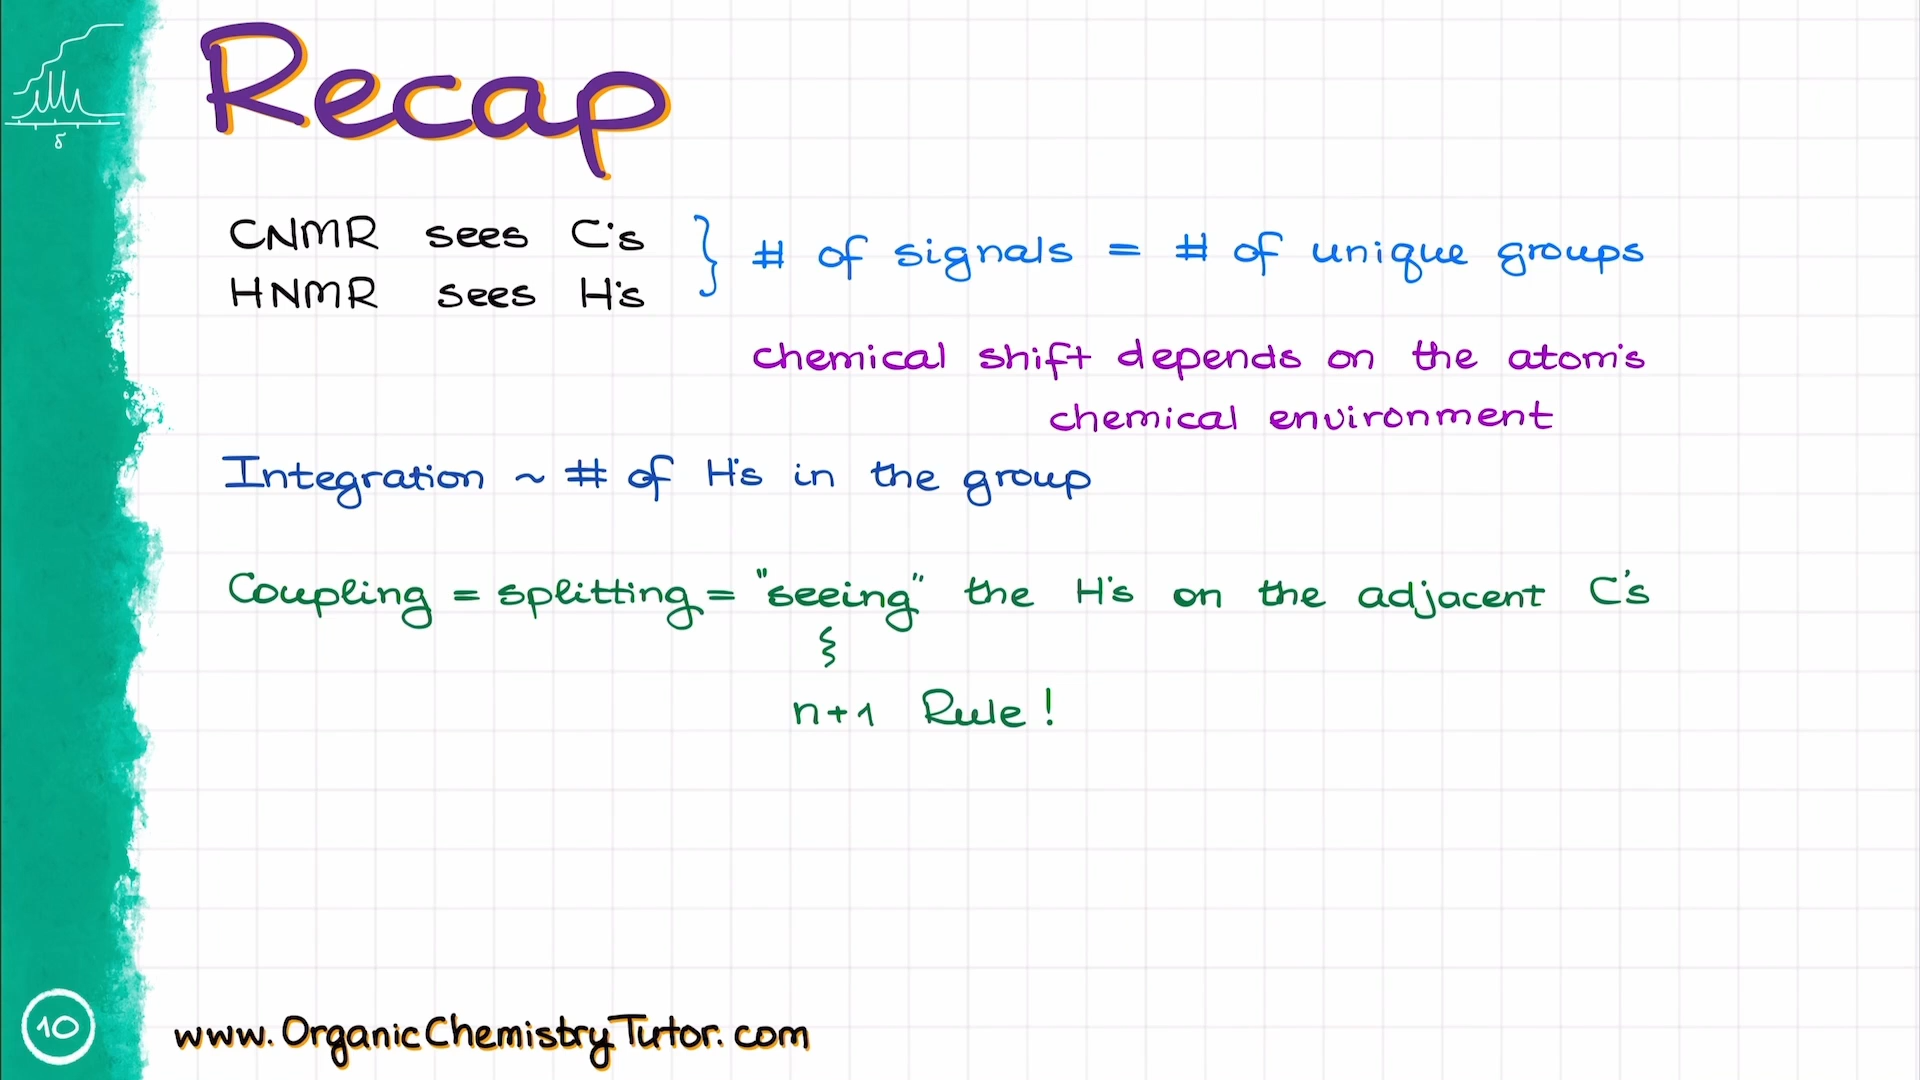 Recap
CNMR sees C's } # of signals = # of unique groups
HNMR sees H's
chemical shift depends on the atom's
chemical environment
Integration ~ # of H's in the group
Coupling = splitting = "seeing" the H's on the adjacent C's
n+1 Rule!
δ
10
www.OrganicChemistryTutor.com